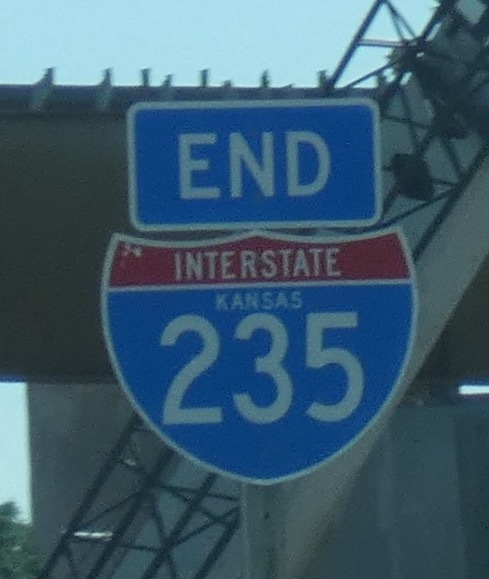 END
INTERSTATE
KANSAS
235